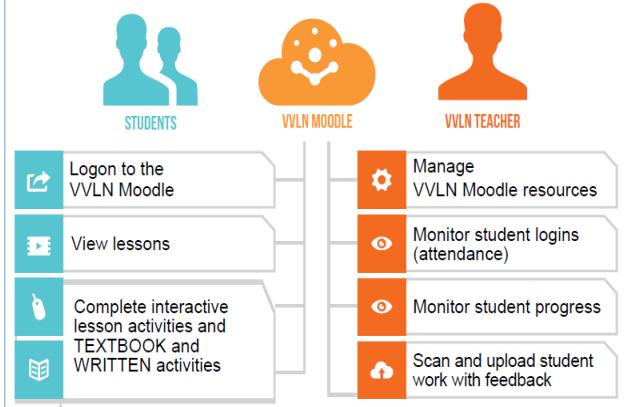 STUDENTS
VVLN MOODLE
VVLN TEACHER
Logon to the
VVLN Moodle
View lessons
Complete interactive
lesson activities and
TEXTBOOK and
WRITTEN activities
Manage
VVLN Moodle resources
Monitor student logins
(attendance)
Monitor student progress
Scan and upload student
work with feedback